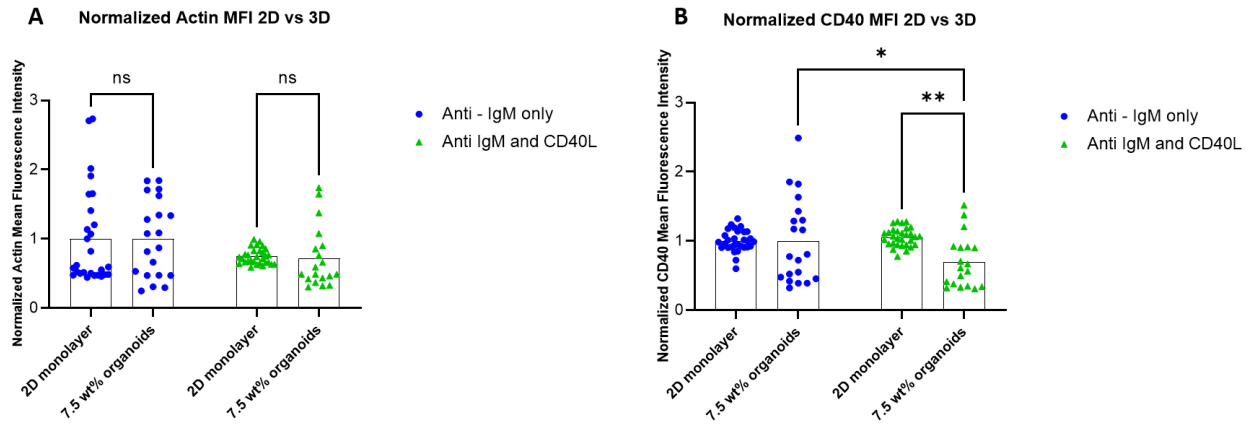 A
Normalized Actin MFI 2D vs 3D
Normalized Actin Mean Fluorescence Intensity
3
2
1
0
ns
ns
2D monolayer
7.5 wt% organoids
2D monolayer
7.5 wt% organoids
Anti - IgM only
Anti IgM and CD40L
B
Normalized CD40 MFI 2D vs 3D
Normalized CD40 Mean Fluorescence Intensity
3
2
1
0
*
**
2D monolayer
7.5 wt% organoids
2D monolayer
7.5 wt% organoids
Anti - IgM only
Anti IgM and CD40L